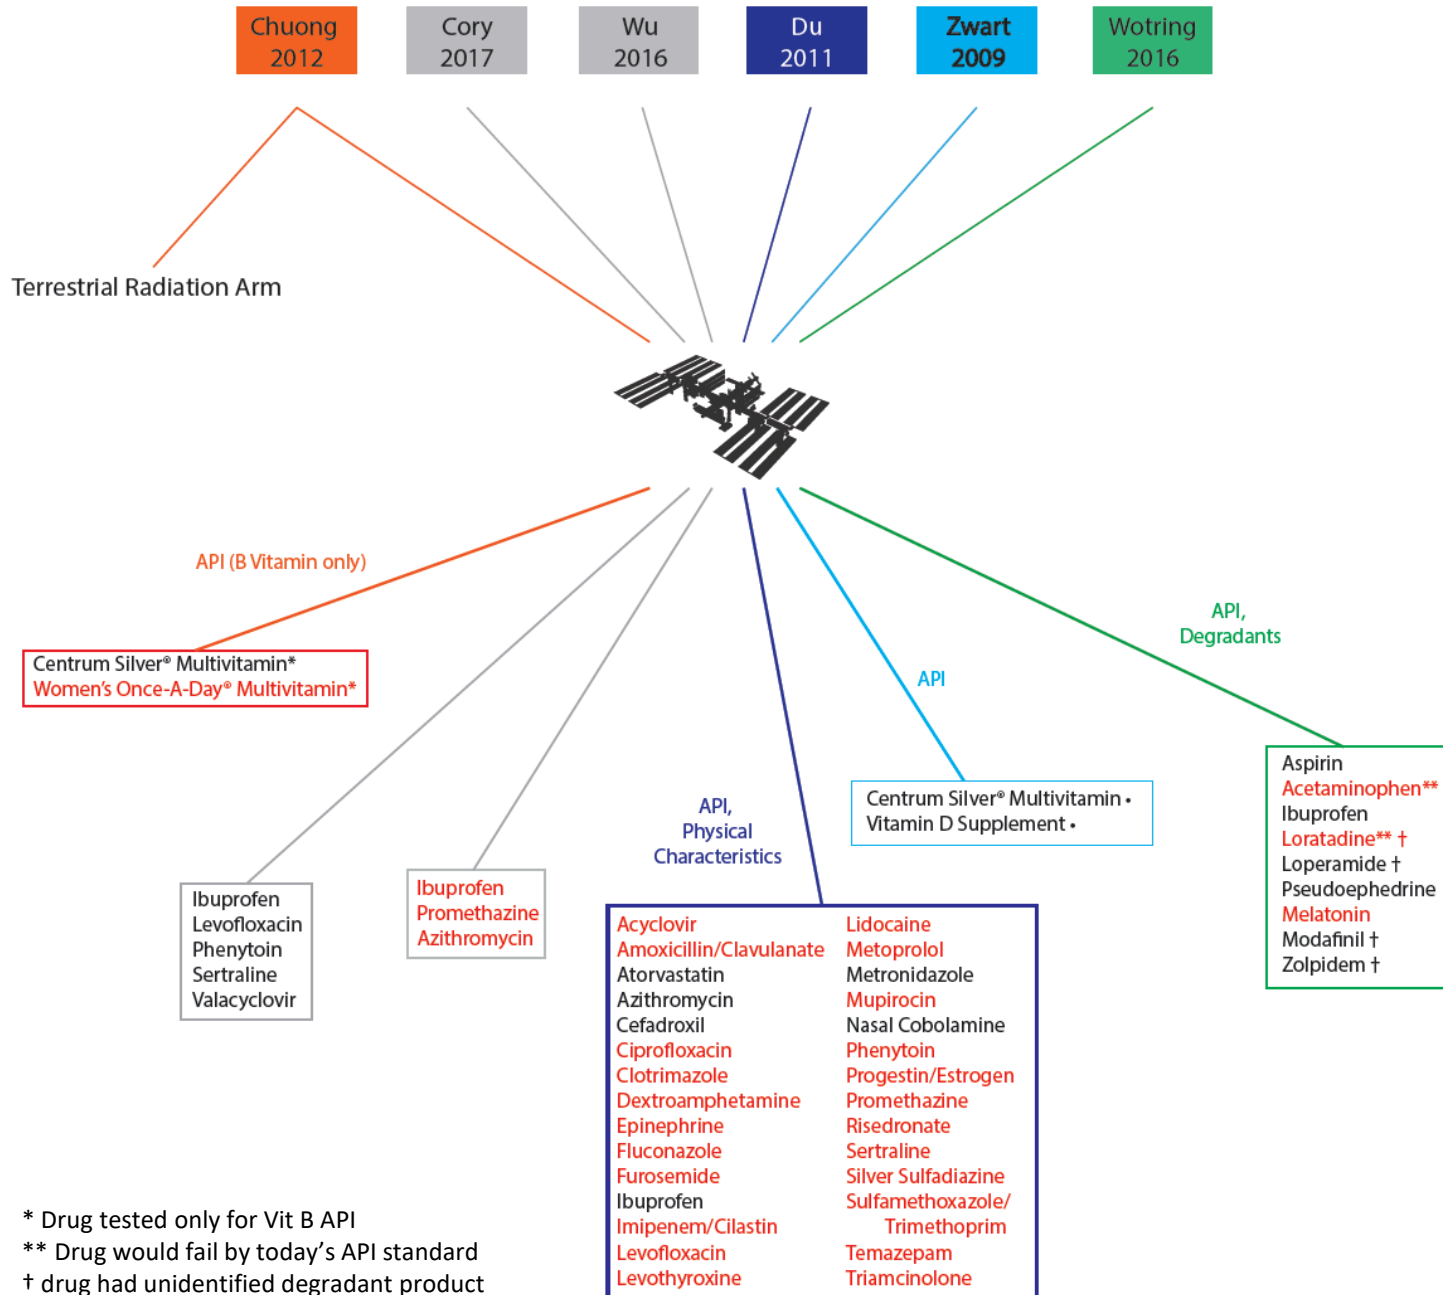 Chuong
2012
Cory
2017
Wu
2016
Du
2011
Zwart
2009
Wotring
2016
Terrestrial Radiation Arm
API (B Vitamin only)
Centrum Silver® Multivitamin*
Women's Once-A-Day® Multivitamin*
Ibuprofen
Levofloxacin
Phenytoin
Sertraline
Valacyclovir
Ibuprofen
Promethazine
Azithromycin
API,
Physical
Characteristics
Acyclovir
Amoxicillin/Clavulanate
Atorvastatin
Azithromycin
Cefadroxil
Ciprofloxacin
Clotrimazole
Dextroamphetamine
Epinephrine
Fluconazole
Furosemide
Ibuprofen
Imipenem/Cilastin
Levofloxacin
Levothyroxine
Lidocaine
Metoprolol
Metronidazole
Mupirocin
Nasal Cobolamine
Phenytoin
Progestin/Estrogen
Promethazine
Risedronate
Sertraline
Silver Sulfadiazine
Sulfamethoxazole/
Trimethoprim
Temazepam
Triamcinolone
API
Centrum Silver® Multivitamin •
Vitamin D Supplement •
API,
Degradants
Aspirin
Acetaminophen**
Ibuprofen
Loratadine** †
Loperamide †
Pseudoephedrine
Melatonin
Modafinil †
Zolpidem †
* Drug tested only for Vit B API
** Drug would fail by today's API standard
† drug had unidentified degradant product